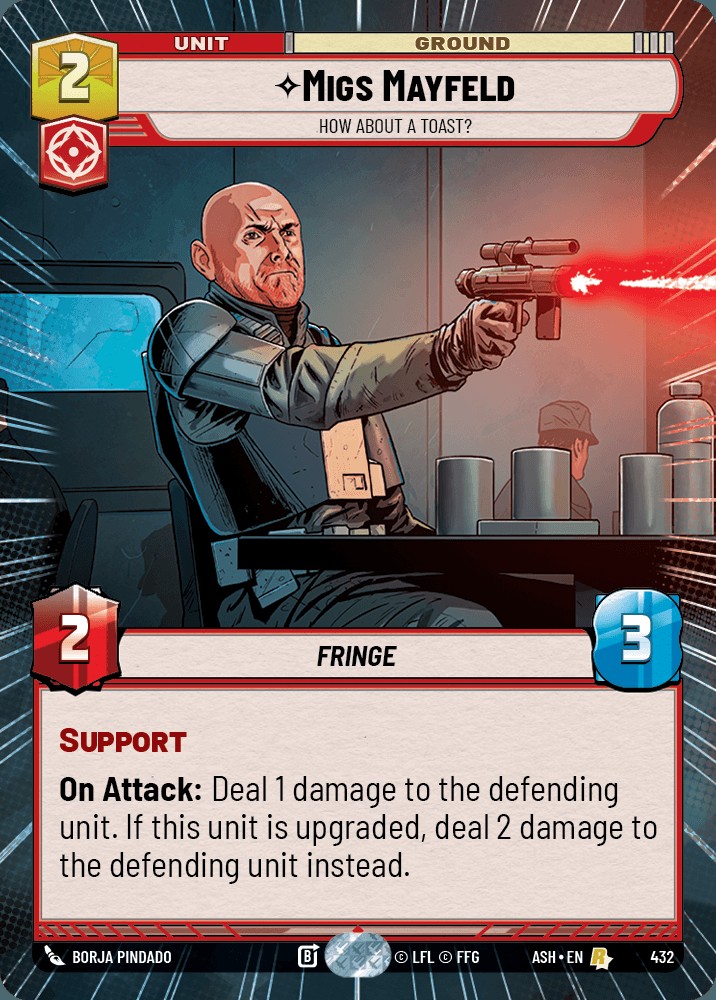 UNIT
GROUND
2
✧MIGS MAYFELD
HOW ABOUT A TOAST?
2
FRINGE
3
SUPPORT
On Attack: Deal 1 damage to the defending
unit. If this unit is upgraded, deal 2 damage to
the defending unit instead.
BORJA PINDADO
B
© LFL © FFG
ASH • EN
R
432